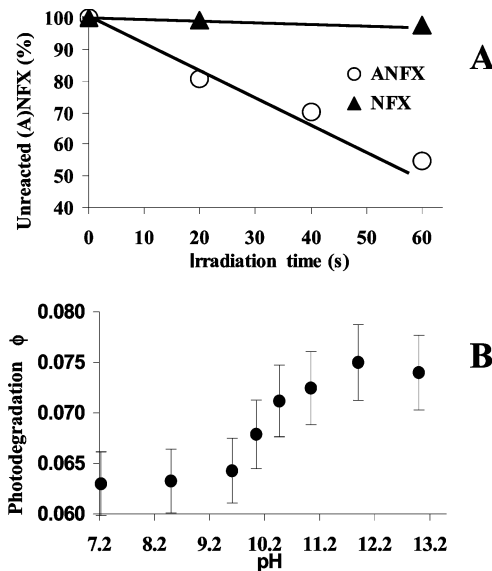 100
90
80
70
60
50
40
Unreacted (A)NFX (%)
A
ANFX
NFX
0 10 20 30 40 50 60
Irradiation time (s)
0.080
0.075
0.070
0.065
0.060
Photodegradation ϕ
B
7.2 8.2 9.2 10.2 11.2 12.2 13.2
pH